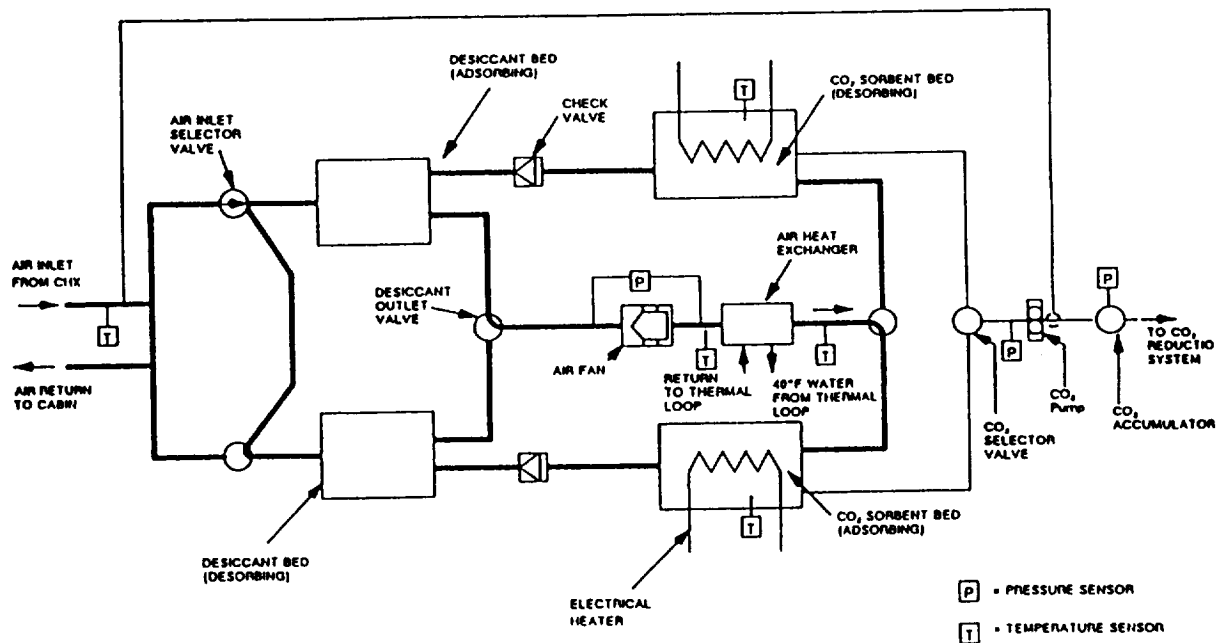 DESICCANT BED
(ADSORBING)
CO₂ SORBENT BED
(DESORBING)
T
CHECK
VALVE
AIR INLET
SELECTOR
VALVE
AIR HEAT
EXCHANGER
AIR INLET
FROM CHX
T
P
P
DESICCANT
OUTLET
VALVE
AIR FAN
T
T
P
TO CO₂
REDUCTIO
SYSTEM
AIR RETURN
TO CABIN
RETURN
TO THERMAL
LOOP
40°F WATER
FROM THERMAL
LOOP
CO₂
SELECTOR
VALVE
CO₂
Pump
CO₂
ACCUMULATOR
T
CO₂ SORBENT BED
(ADSORBING)
DESICCANT BED
(DESORBING)
ELECTRICAL
HEATER
P = PRESSURE SENSOR
T = TEMPERATURE SENSOR